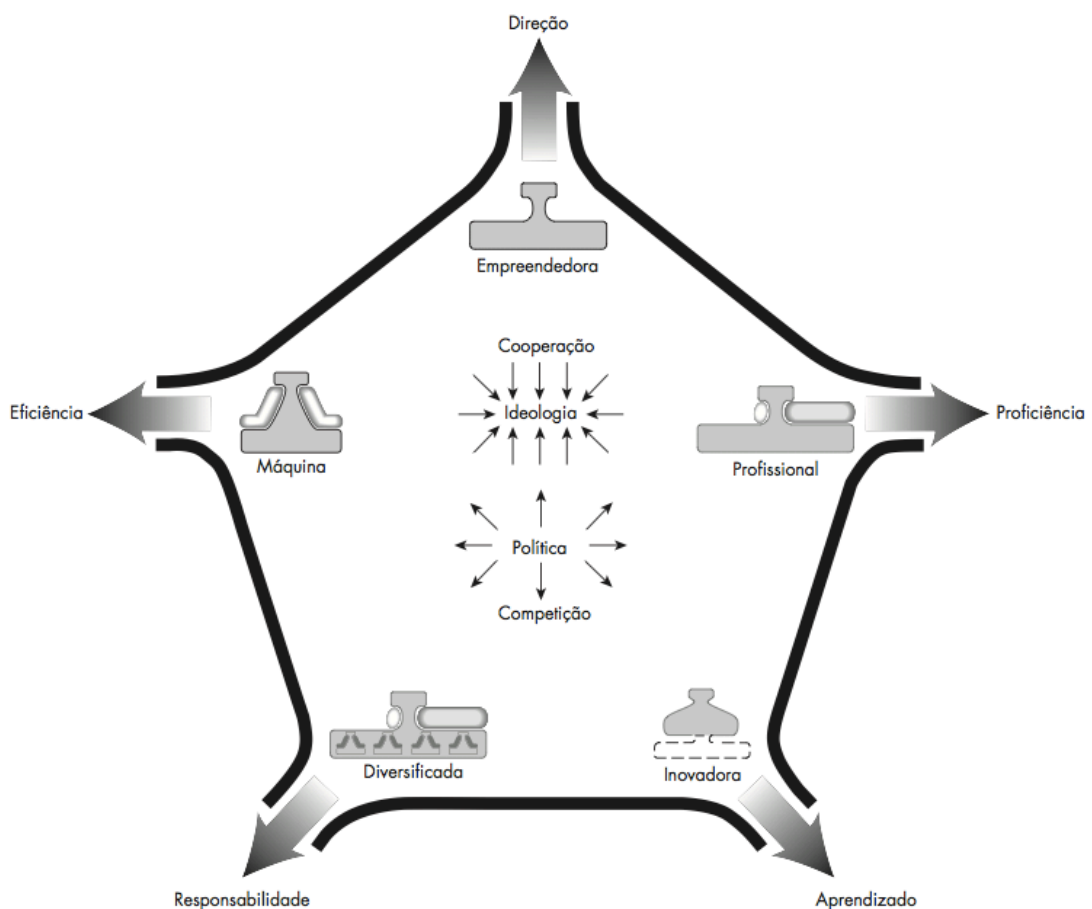 Direção
Empreendedora
Cooperação
Eficiência
Ideologia
Proficiência
Máquina
Profissional
Política
Competição
Diversificada
Inovadora
Responsabilidade
Aprendizado